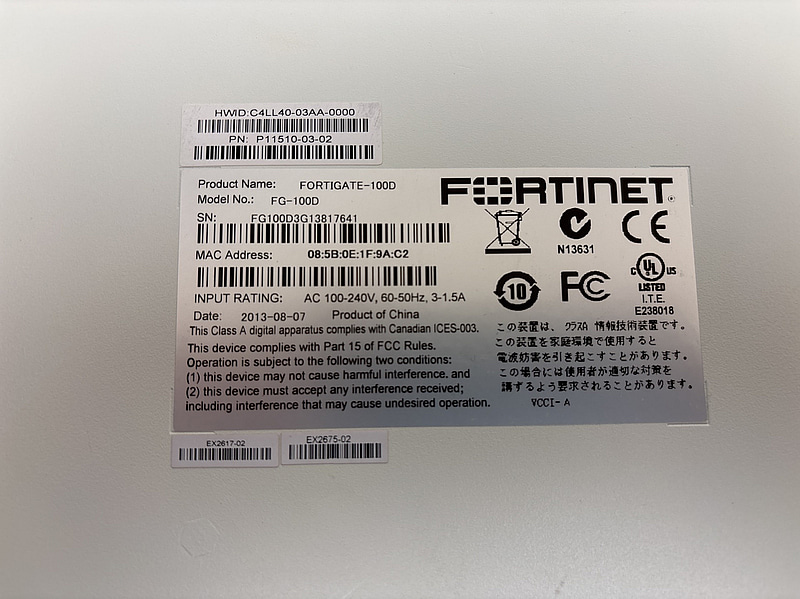 HWID:C4LL40-03AA-0000
PN: P11510-03-02
Product Name: FORTIGATE-100D
Model No.: FG-100D
SN: FG100D3G13817641
MAC Address: 08:5B:0E:1F:9A:C2
INPUT RATING: AC 100-240V, 60-50Hz, 3-1.5A
Date: 2013-08-07 Product of China
This Class A digital apparatus complies with Canadian ICES-003.
This device complies with Part 15 of FCC Rules.
Operation is subject to the following two conditions:
(1) this device may not cause harmful interference. and
(2) this device must accept any interference received;
including interference that may cause undesired operation.
FORTINET®
N13631
CE
10
FC
C UL US
LISTED
I.T.E.
E238018
この装置は、クラスA 情報技術装置です。
この装置を家庭環境で使用すると
電波妨害を引き起こすことがあります。
この場合には使用者が適切な対策を
講ずるよう要求されることがあります。
VCCI-A
EX2617-02
EX2675-02